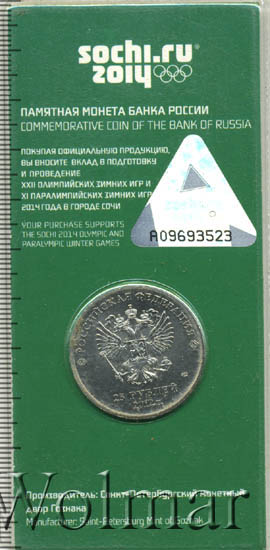 sochi.ru
2014
ПАМЯТНАЯ МОНЕТА БАНКА РОССИИ
COMMEMORATIVE COIN OF THE BANK OF RUSSIA
ПОКУПАЯ ОФИЦИАЛЬНУЮ ПРОДУКЦИЮ,
ВЫ ВНОСИТЕ ВКЛАД В ПОДГОТОВКУ
И ПРОВЕДЕНИЕ
XXII ОЛИМПИЙСКИХ ЗИМНИХ ИГР И
XI ПАРАЛИМПИЙСКИХ ЗИМНИХ ИГР
2014 ГОДА В ГОРОДЕ СОЧИ
YOUR PURCHASE SUPPORTS
THE SOCHI 2014 OLYMPIC AND
PARALYMPIC WINTER GAMES
A09693523
РОССИЙСКАЯ ФЕДЕРАЦИЯ
25 РУБЛЕЙ
Производитель: Санкт-Петербургский монетный
двор Гознака
Manufacturer: Saint-Petersburg Mint of Goznak
Wolmar